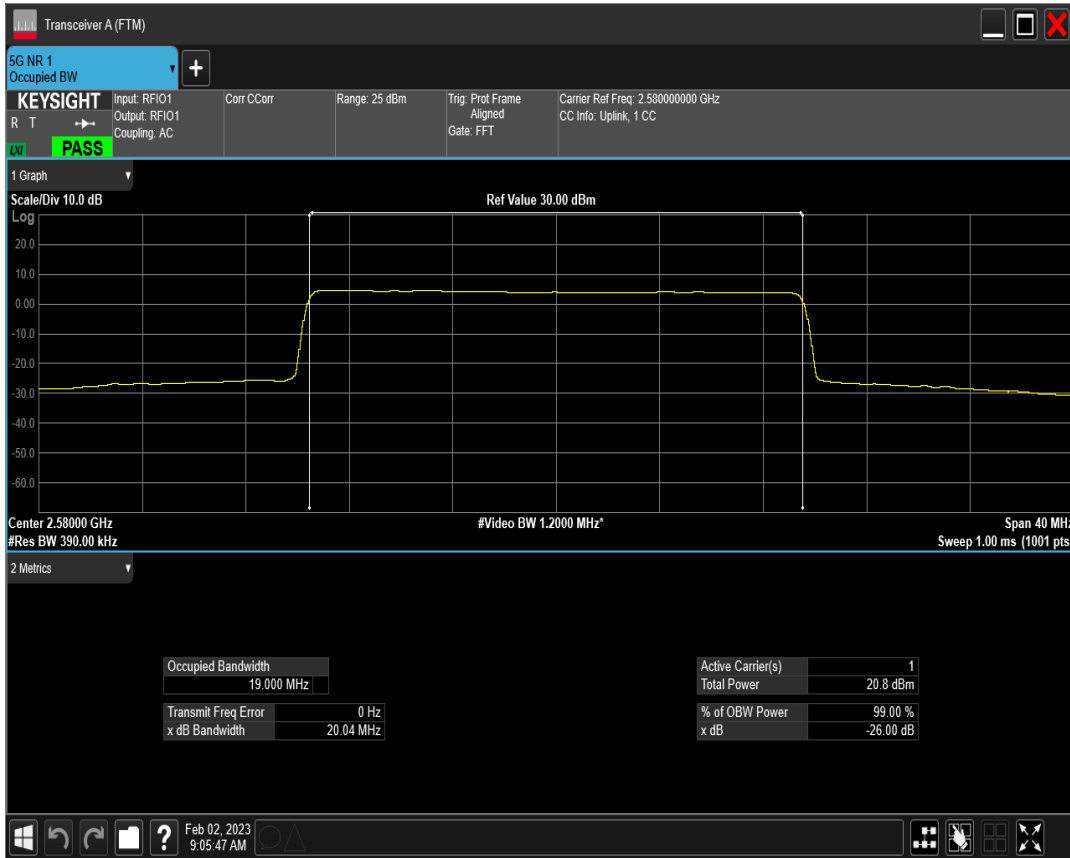 Transceiver A (FTM)
5G NR 1
Occupied BW
+
KEYSIGHT
R T
LXI
PASS
Input: RFIO1
Output: RFIO1
Coupling: AC
Corr CCorr
Range: 25 dBm
Trig: Prot Frame
Aligned
Gate: FFT
Carrier Ref Freq: 2.580000000 GHz
CC Info: Uplink, 1 CC
1 Graph
Scale/Div 10.0 dB
Ref Value 30.00 dBm
Log
20.0
10.0
0.00
-10.0
-20.0
-30.0
-40.0
-50.0
-60.0
Center 2.58000 GHz
#Video BW 1.2000 MHz*
Span 40 MHz
#Res BW 390.00 kHz
Sweep 1.00 ms (1001 pts
2 Metrics
Occupied Bandwidth
19.000 MHz
Transmit Freq Error 0 Hz
x dB Bandwidth 20.04 MHz
Active Carrier(s) 1
Total Power 20.8 dBm
% of OBW Power 99.00 %
x dB -26.00 dB
?
Feb 02, 2023
9:05:47 AM